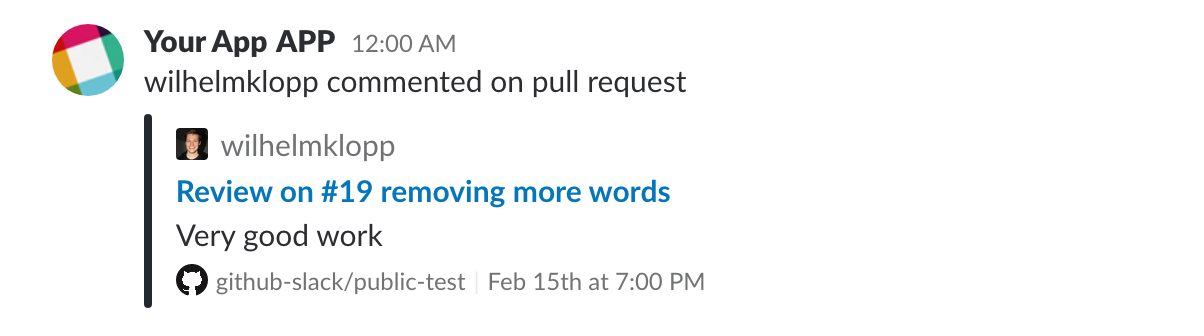 Your App APP 12:00 AM
wilhelmklopp commented on pull request
wilhelmklopp
Review on #19 removing more words
Very good work
github-slack/public-test | Feb 15th at 7:00 PM